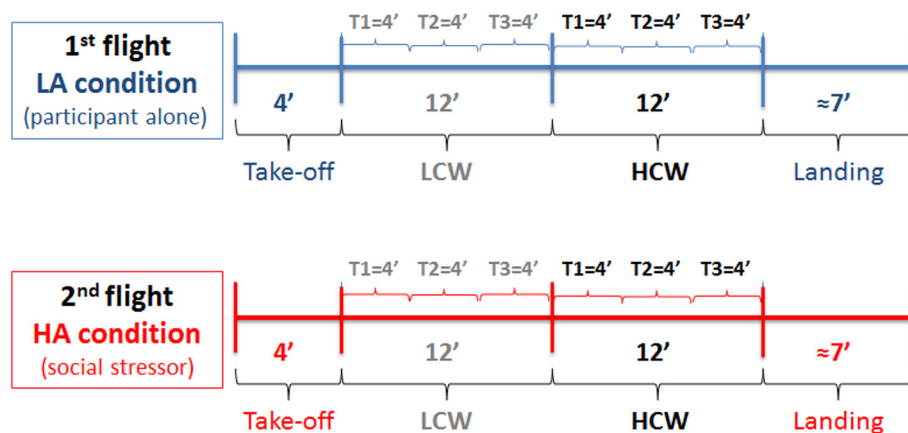 T1=4’ T2=4’ T3=4’ T1=4’ T2=4’ T3=4’
1st flight
LA condition
(participant alone)
4’ 12’ 12’ ≈7’
Take-off LCW HCW Landing
T1=4’ T2=4’ T3=4’ T1=4’ T2=4’ T3=4’
2nd flight
HA condition
(social stressor)
4’ 12’ 12’ ≈7’
Take-off LCW HCW Landing